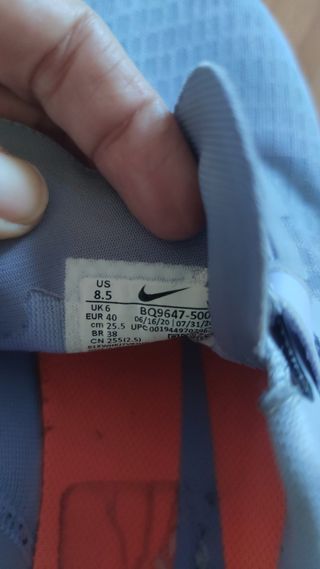 US
8.5
UK 6
EUR 40
cm 25.5
BR 38
CN 255(2.5)
BQ9647-500
06/16/20 07/31/20
UPC